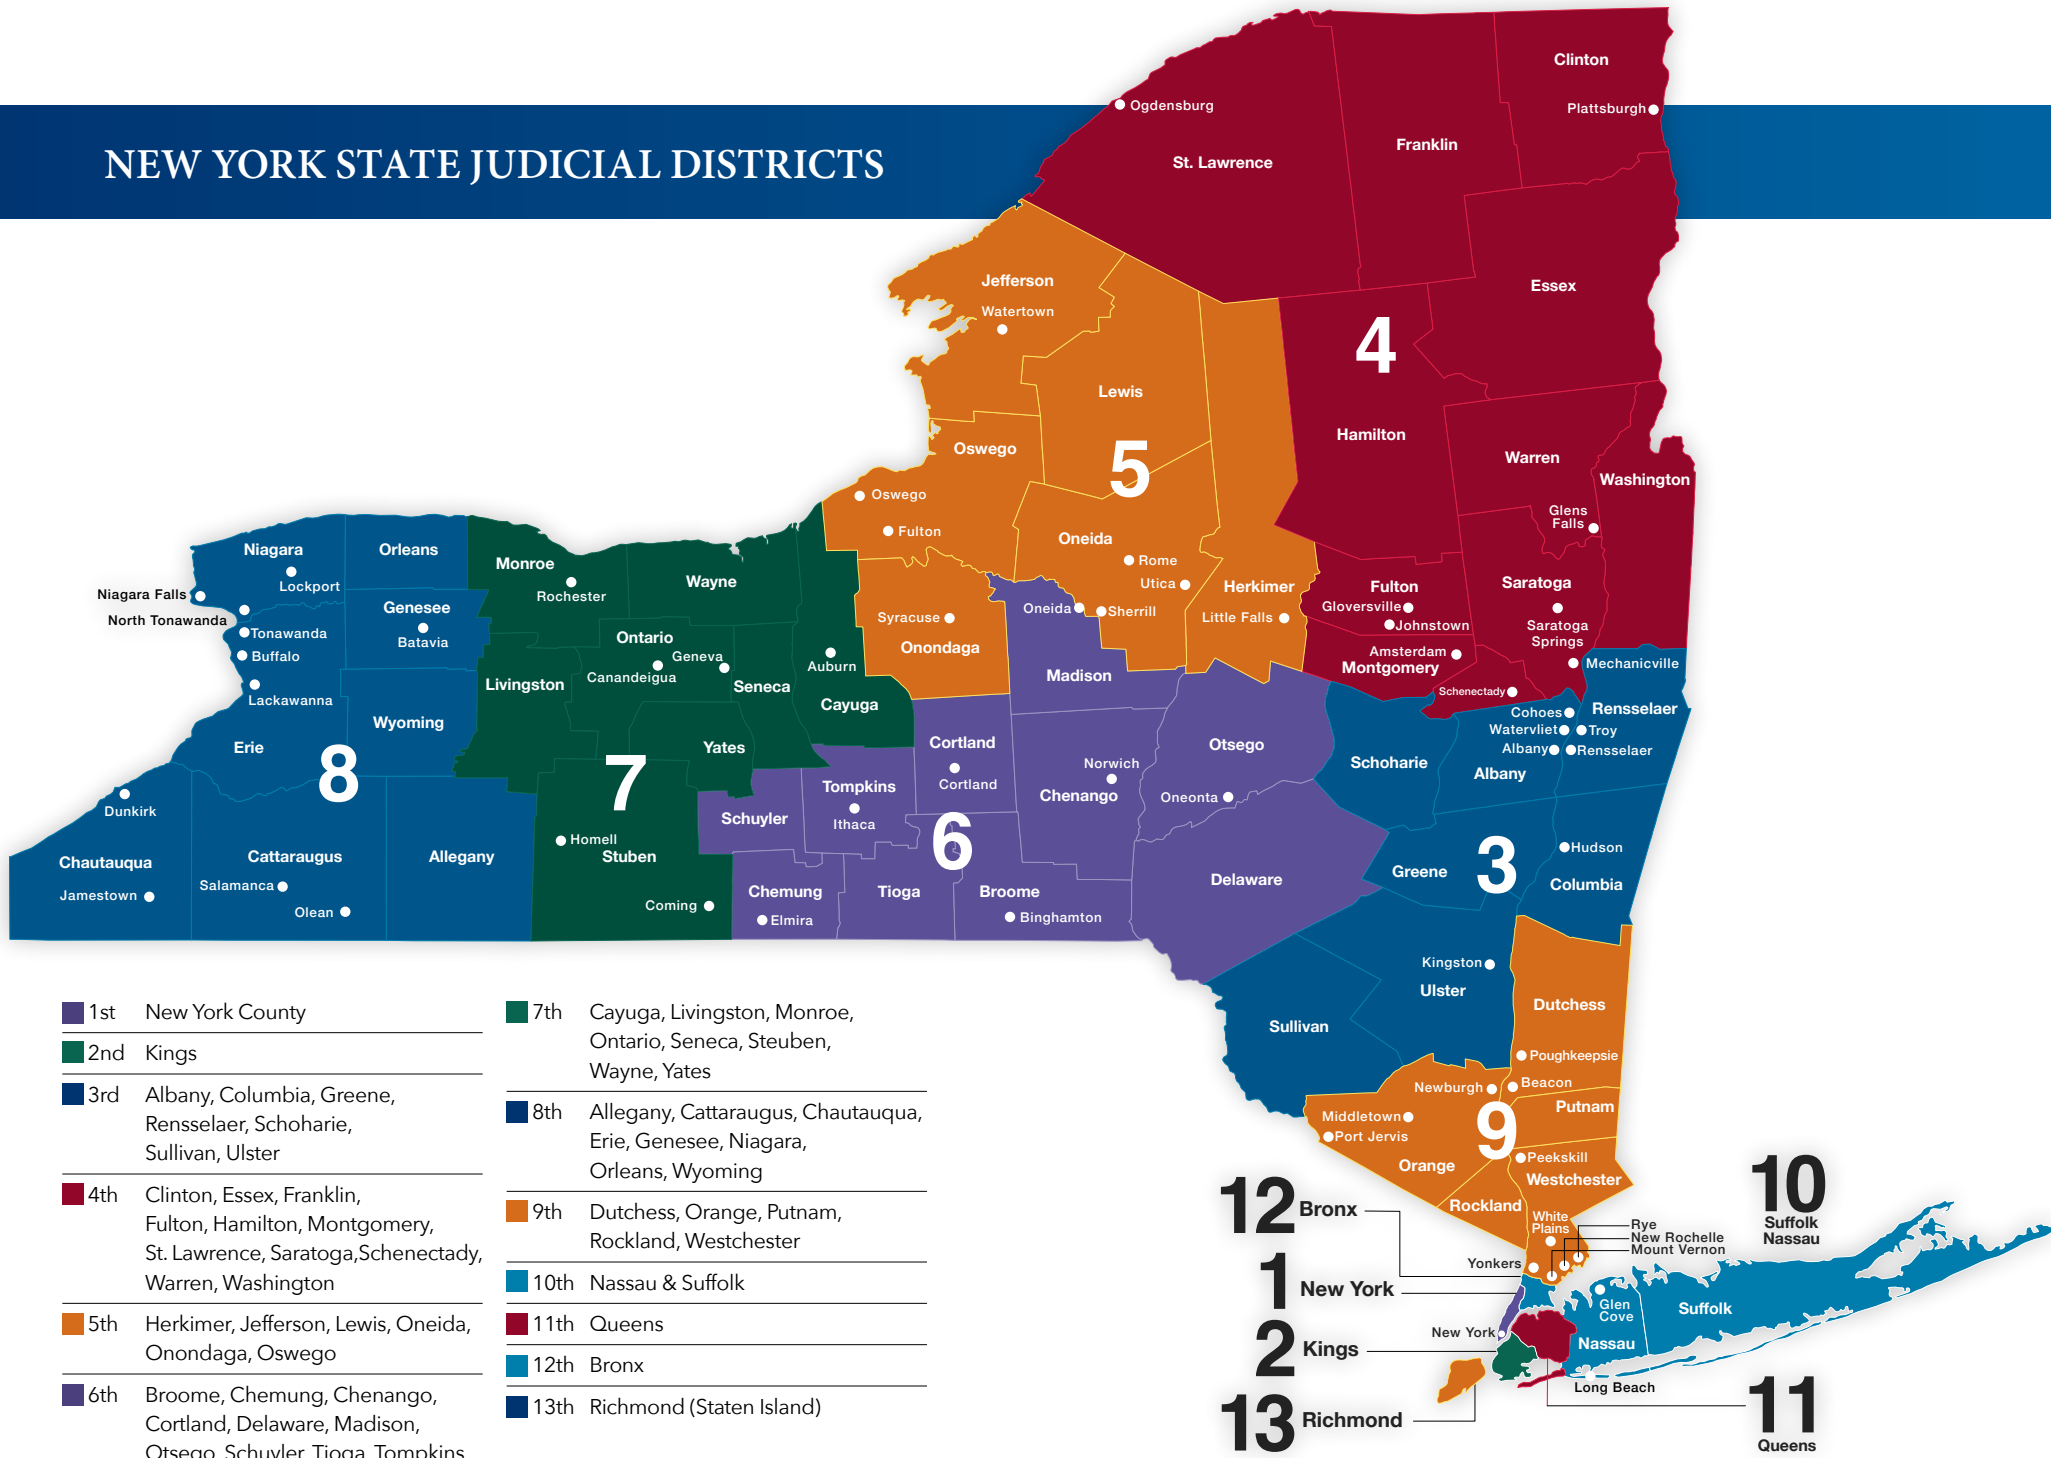 NEW YORK STATE JUDICIAL DISTRICTS
Clinton
Plattsburgh
Ogdensburg
St. Lawrence
Franklin
Essex
4
Hamilton
Warren
Washington
Glens
Falls
Fulton
Gloversville
Johnstown
Saratoga
Saratoga
Springs
Amsterdam
Montgomery
Schenectady
Mechanicville
Jefferson
Watertown
Lewis
5
Oswego
Oswego
Fulton
Oneida
Rome
Utica
Herkimer
Little Falls
Oneida
Sherrill
Syracuse
Onondaga
Niagara
Lockport
Orleans
Niagara Falls
North Tonawanda
Tonawanda
Buffalo
Lackawanna
Genesee
Batavia
Wyoming
Erie
8
Dunkirk
Chautauqua
Jamestown
Cattaraugus
Salamanca
Olean
Allegany
Monroe
Rochester
Wayne
Ontario
Geneva
Canandeigua
Livingston
Seneca
Auburn
Cayuga
Yates
7
Homell
Stuben
Coming
Madison
Cortland
Cortland
Norwich
Chenango
Otsego
Oneonta
Tompkins
Ithaca
Schuyler
6
Chemung
Elmira
Tioga
Broome
Binghamton
Delaware
Cohoes
Watervliet
Troy
Albany
Rensselaer
Rensselaer
Schoharie
Albany
Greene
3
Hudson
Columbia
Kingston
Ulster
Sullivan
Dutchess
Poughkeepsie
Newburgh
Beacon
Putnam
Middletown
Port Jervis
9
Orange
Peekskill
Westchester
Rockland
White
Plains
Yonkers
Rye
New Rochelle
Mount Vernon
10
Suffolk
Nassau
12 Bronx
1 New York
New York
2 Kings
13 Richmond
Glen
Cove
Suffolk
Nassau
Long Beach
11
Queens
1st New York County
2nd Kings
3rd Albany, Columbia, Greene,
Rensselaer, Schoharie,
Sullivan, Ulster
4th Clinton, Essex, Franklin,
Fulton, Hamilton, Montgomery,
St. Lawrence, Saratoga,Schenectady,
Warren, Washington
5th Herkimer, Jefferson, Lewis, Oneida,
Onondaga, Oswego
6th Broome, Chemung, Chenango,
Cortland, Delaware, Madison,
Otsego, Schuyler, Tioga, Tompkins
7th Cayuga, Livingston, Monroe,
Ontario, Seneca, Steuben,
Wayne, Yates
8th Allegany, Cattaraugus, Chautauqua,
Erie, Genesee, Niagara,
Orleans, Wyoming
9th Dutchess, Orange, Putnam,
Rockland, Westchester
10th Nassau & Suffolk
11th Queens
12th Bronx
13th Richmond (Staten Island)